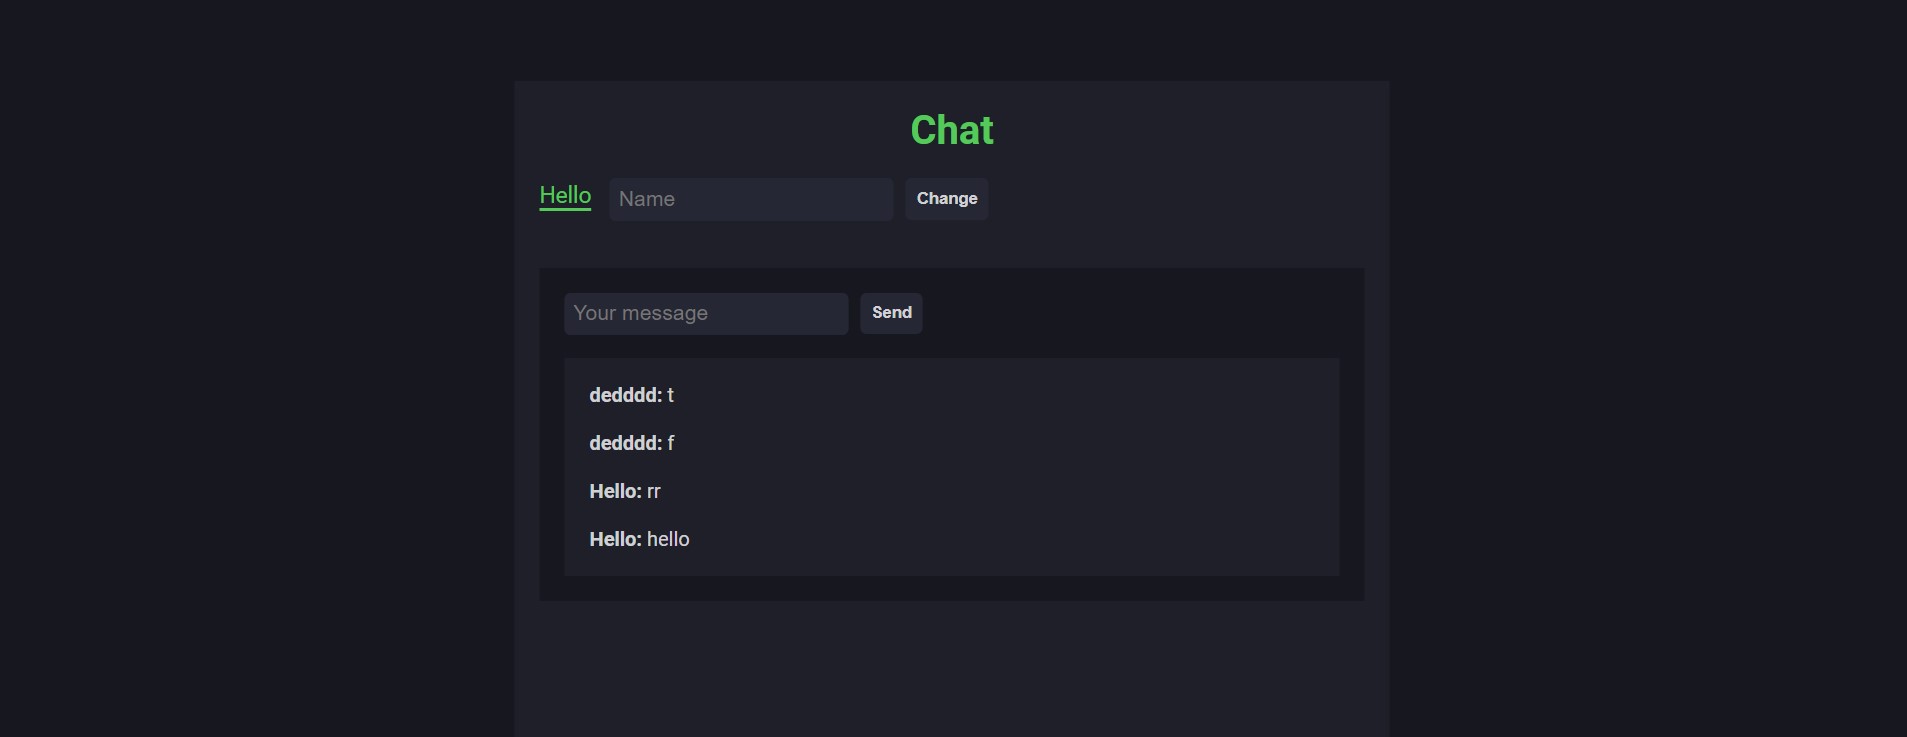 Chat
Hello Name Change
Your message Send
dedddd: t
dedddd: f
Hello: rr
Hello: hello